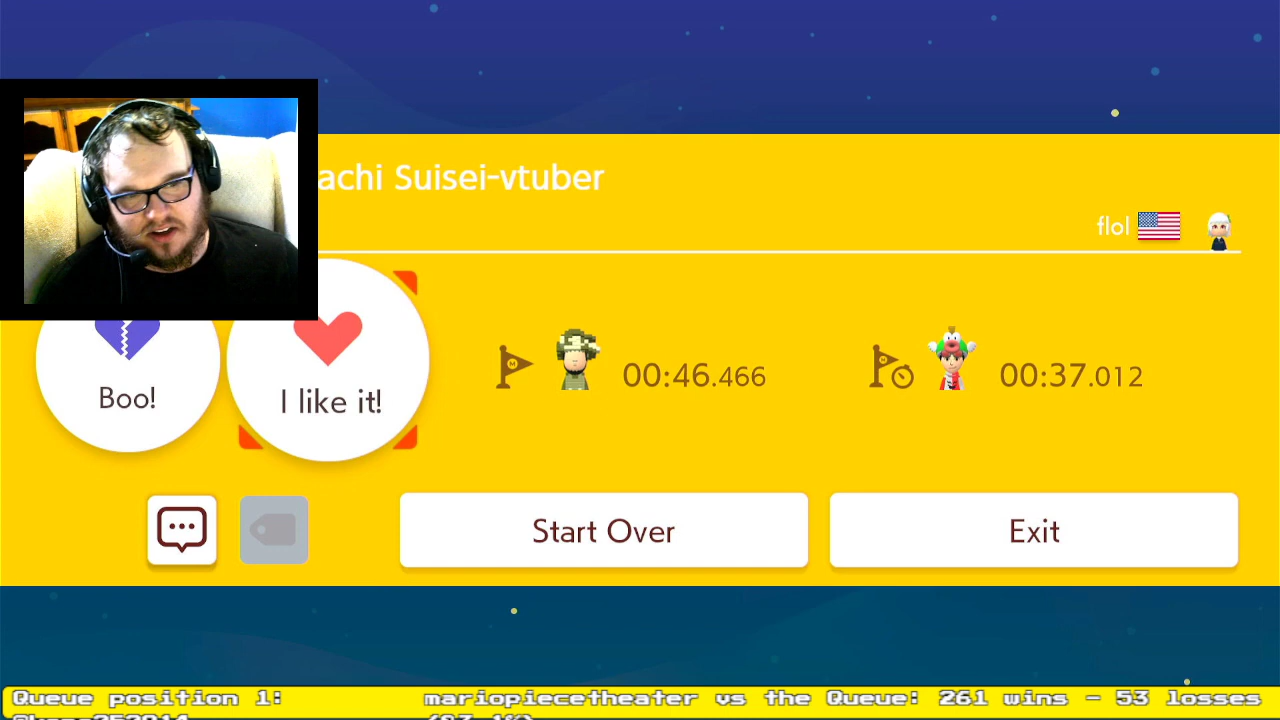 achi Suisei-vtuber
flol
Boo!
I like it!
M
00:46.466
M
00:37.012
Start Over
Exit
Queue position 1:
mariopiecetheater vs the Queue: 261 wins - 53 losses